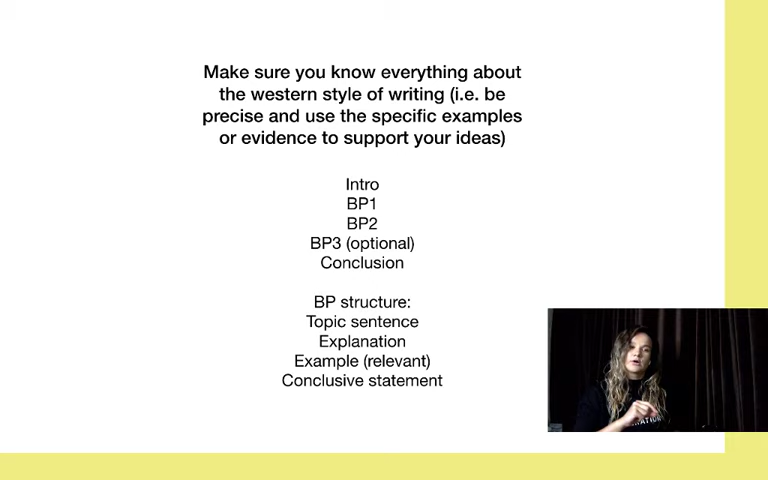 Make sure you know everything about
the western style of writing (i.e. be
precise and use the specific examples
or evidence to support your ideas)
Intro
BP1
BP2
BP3 (optional)
Conclusion
BP structure:
Topic sentence
Explanation
Example (relevant)
Conclusive statement